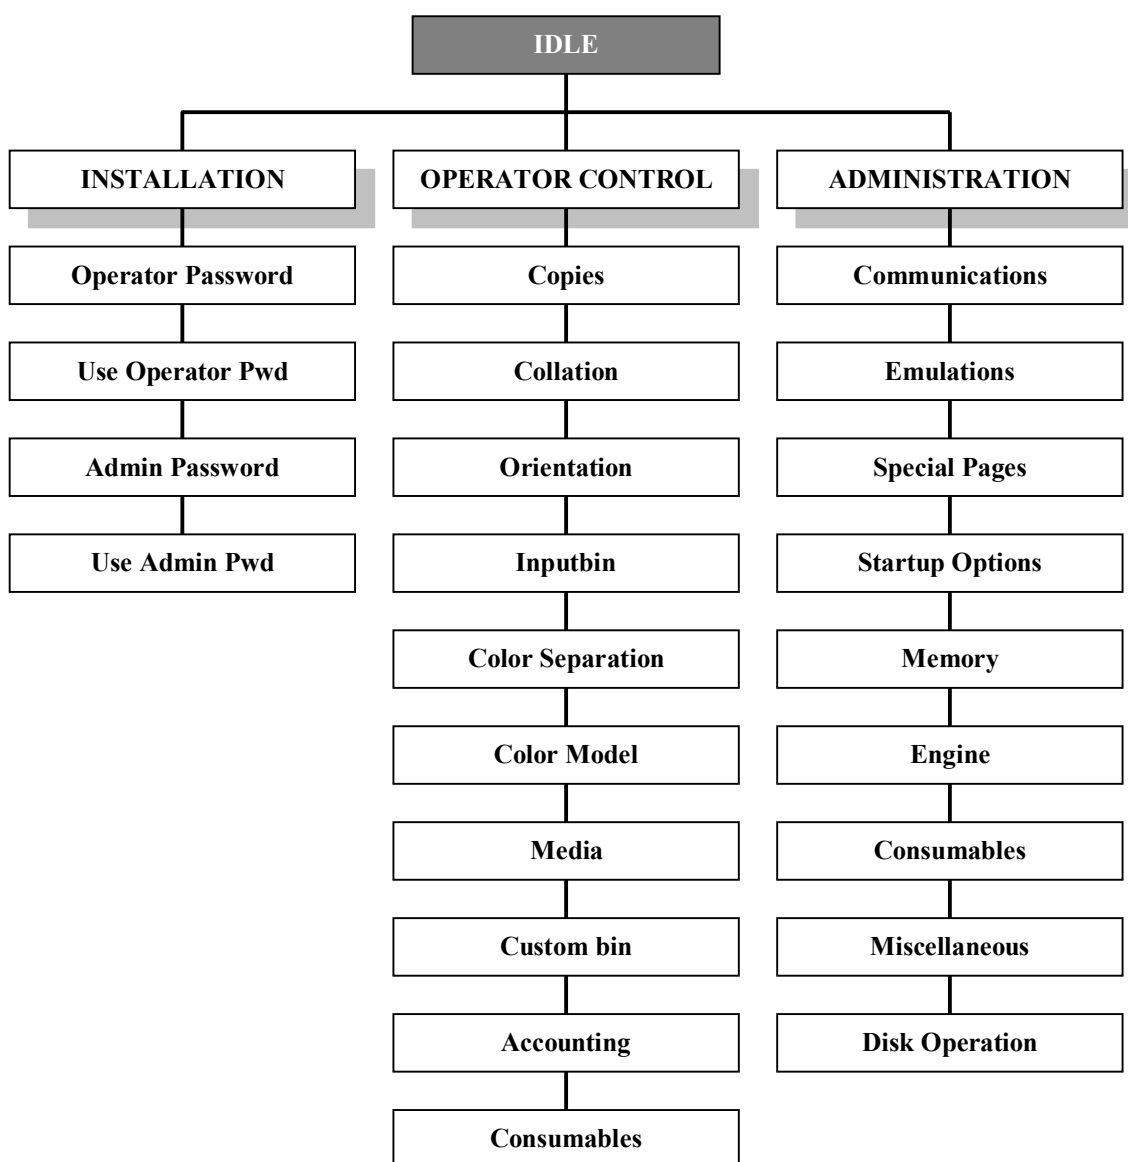 IDLE
INSTALLATION
Operator Password
Use Operator Pwd
Admin Password
Use Admin Pwd
OPERATOR CONTROL
Copies
Collation
Orientation
Inputbin
Color Separation
Color Model
Media
Custom bin
Accounting
Consumables
ADMINISTRATION
Communications
Emulations
Special Pages
Startup Options
Memory
Engine
Consumables
Miscellaneous
Disk Operation